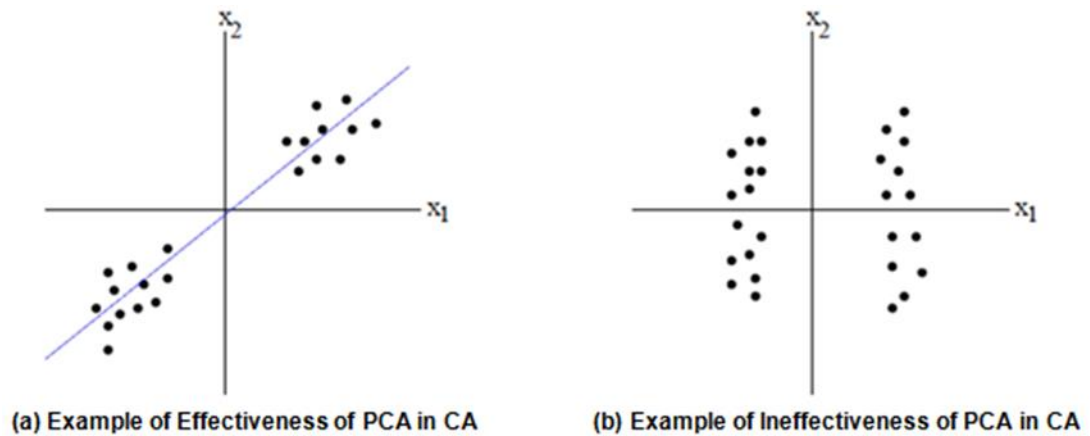 x2
x1
(a) Example of Effectiveness of PCA in CA
x2
x1
(b) Example of Ineffectiveness of PCA in CA